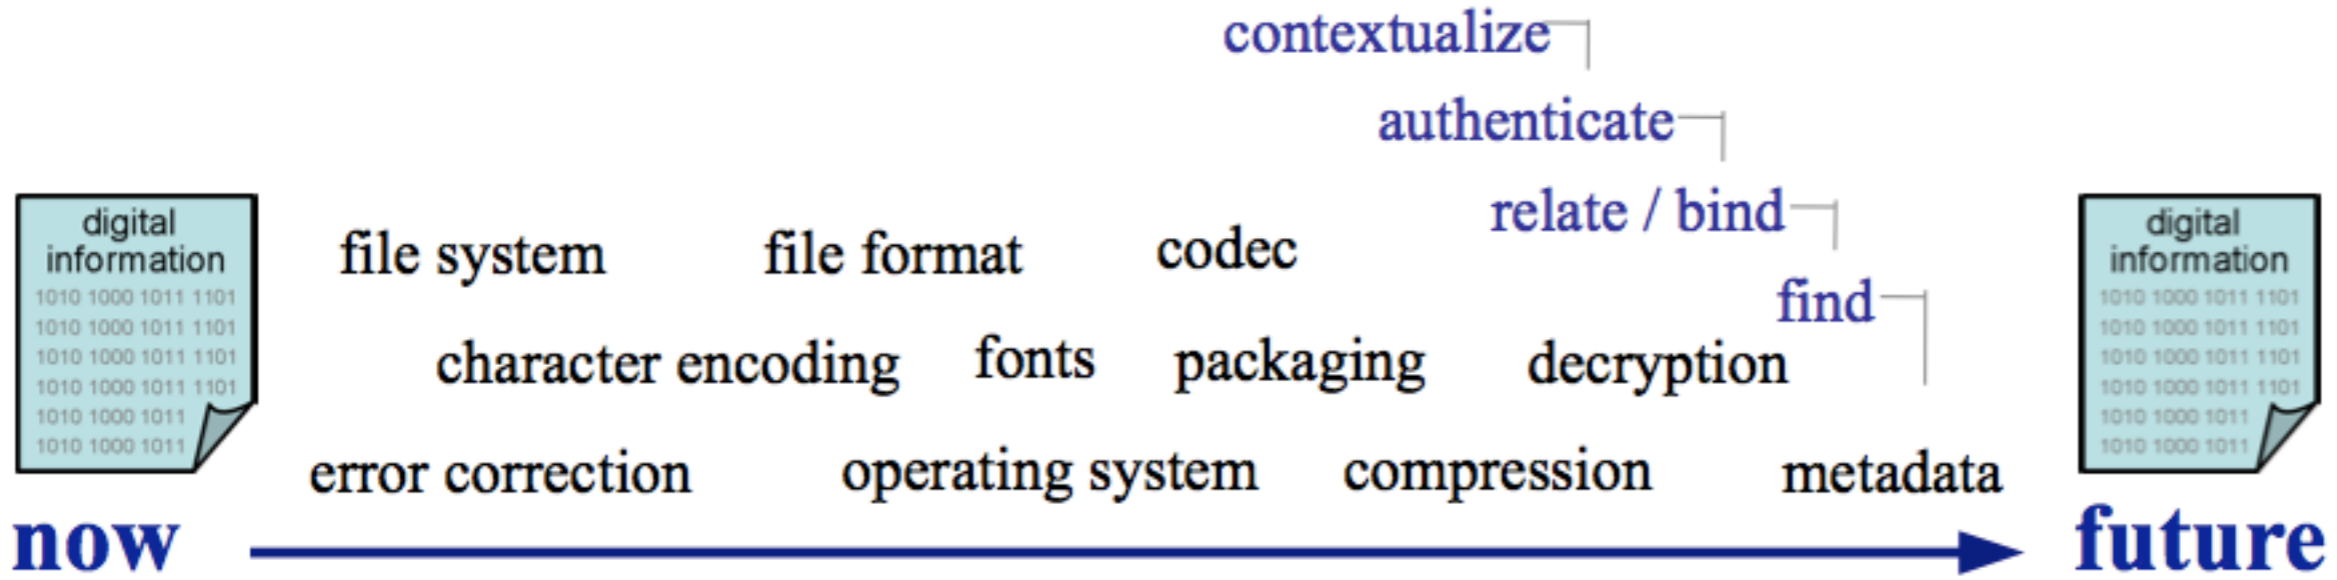 contextualize
authenticate
relate / bind
find
digital
information
1010 1000 1011 1101
1010 1000 1011 1101
1010 1000 1011 1101
1010 1000 1011 1101
1010 1000 1011
1010 1000 1011
file system file format codec
character encoding fonts packaging decryption
error correction operating system compression metadata
digital
information
1010 1000 1011 1101
1010 1000 1011 1101
1010 1000 1011 1101
1010 1000 1011 1101
1010 1000 1011
1010 1000 1011
now future